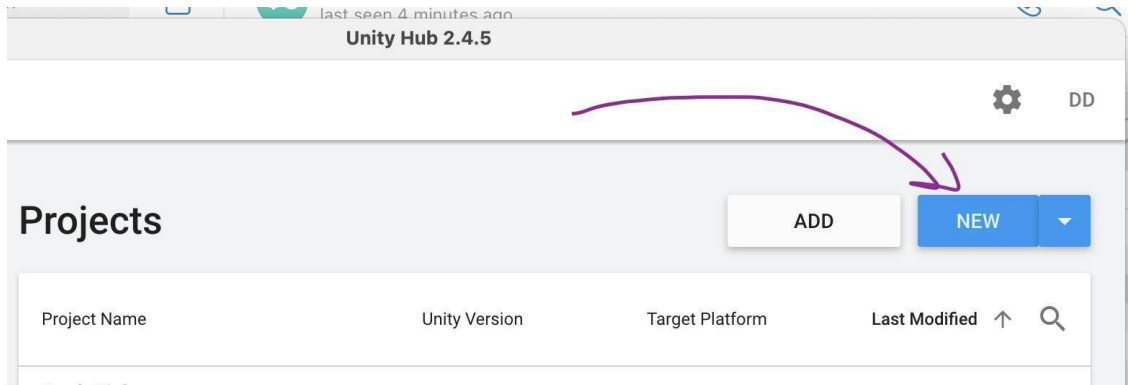 last seen 4 minutes ago
Unity Hub 2.4.5
DD
Projects
ADD
NEW
Project Name
Unity Version
Target Platform
Last Modified